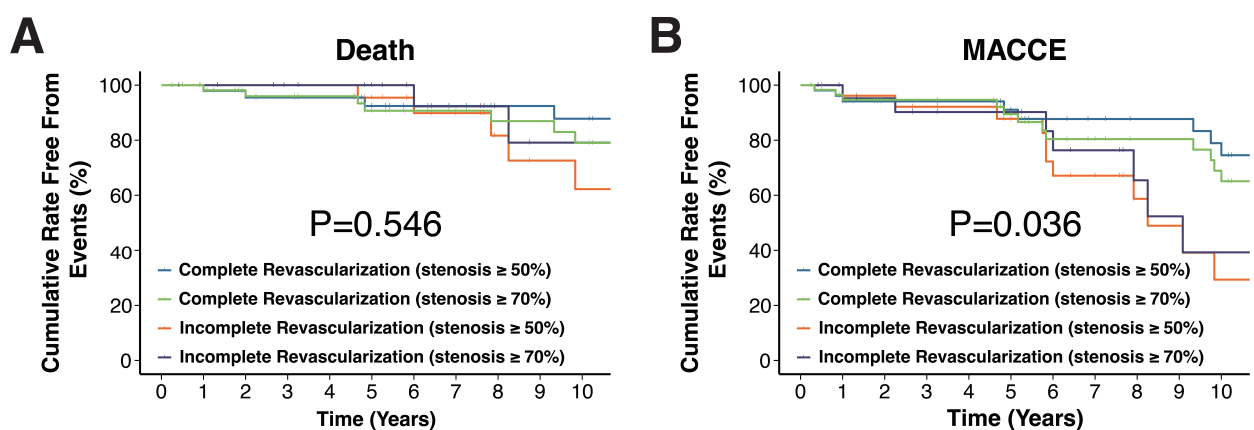 A
Death
Cumulative Rate Free From
Events (%)
100
80
60
40
20
0
P=0.546
Complete Revascularization (stenosis ≥ 50%)
Complete Revascularization (stenosis ≥ 70%)
Incomplete Revascularization (stenosis ≥ 50%)
Incomplete Revascularization (stenosis ≥ 70%)
0 1 2 3 4 5 6 7 8 9 10
Time (Years)
B
MACCE
Cumulative Rate Free From
Events (%)
100
80
60
40
20
0
P=0.036
Complete Revascularization (stenosis ≥ 50%)
Complete Revascularization (stenosis ≥ 70%)
Incomplete Revascularization (stenosis ≥ 50%)
Incomplete Revascularization (stenosis ≥ 70%)
0 1 2 3 4 5 6 7 8 9 10
Time (Years)